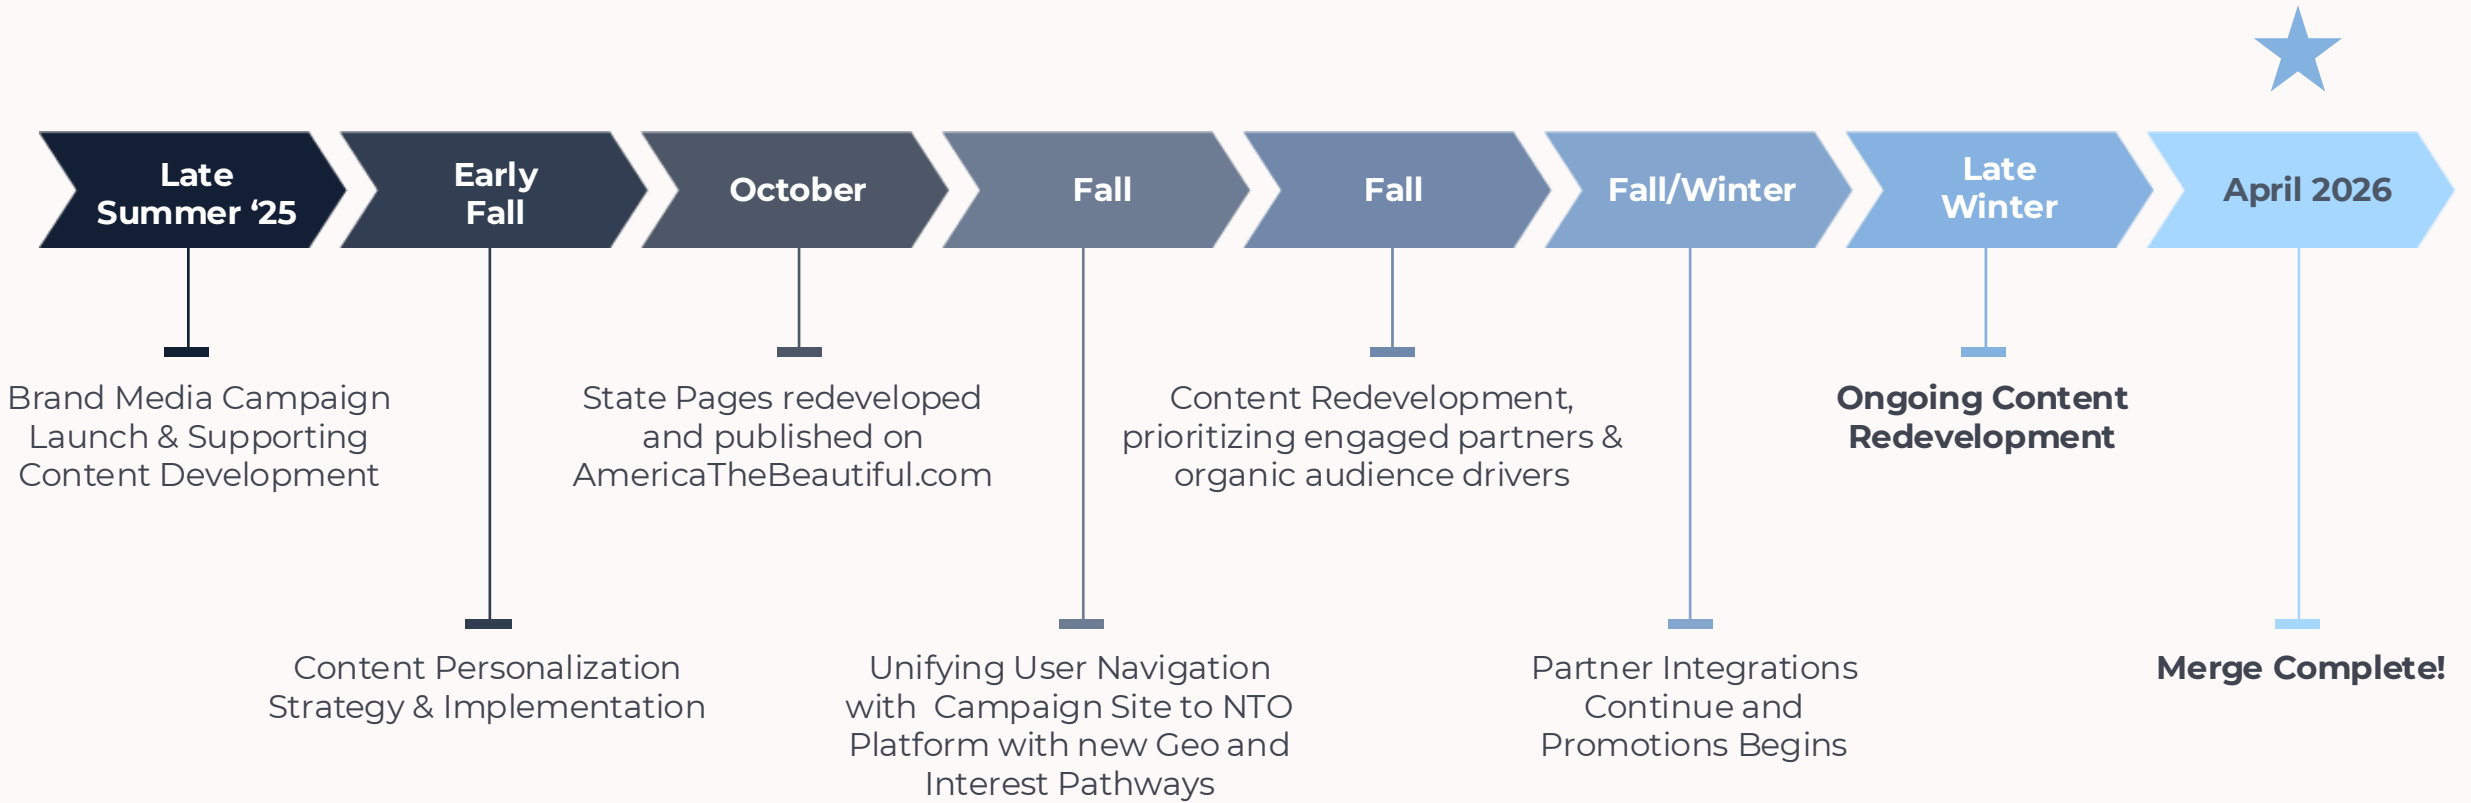 Late
Summer ‘25
Early
Fall
October
Fall
Fall
Fall/Winter
Late
Winter
April 2026
Brand Media Campaign
Launch & Supporting
Content Development
State Pages redeveloped
and published on
AmericaTheBeautiful.com
Content Redevelopment,
prioritizing engaged partners &
organic audience drivers
Ongoing Content
Redevelopment
Content Personalization
Strategy & Implementation
Unifying User Navigation
with  Campaign Site to NTO
Platform with new Geo and
Interest Pathways
Partner Integrations
Continue and
Promotions Begins
Merge Complete!